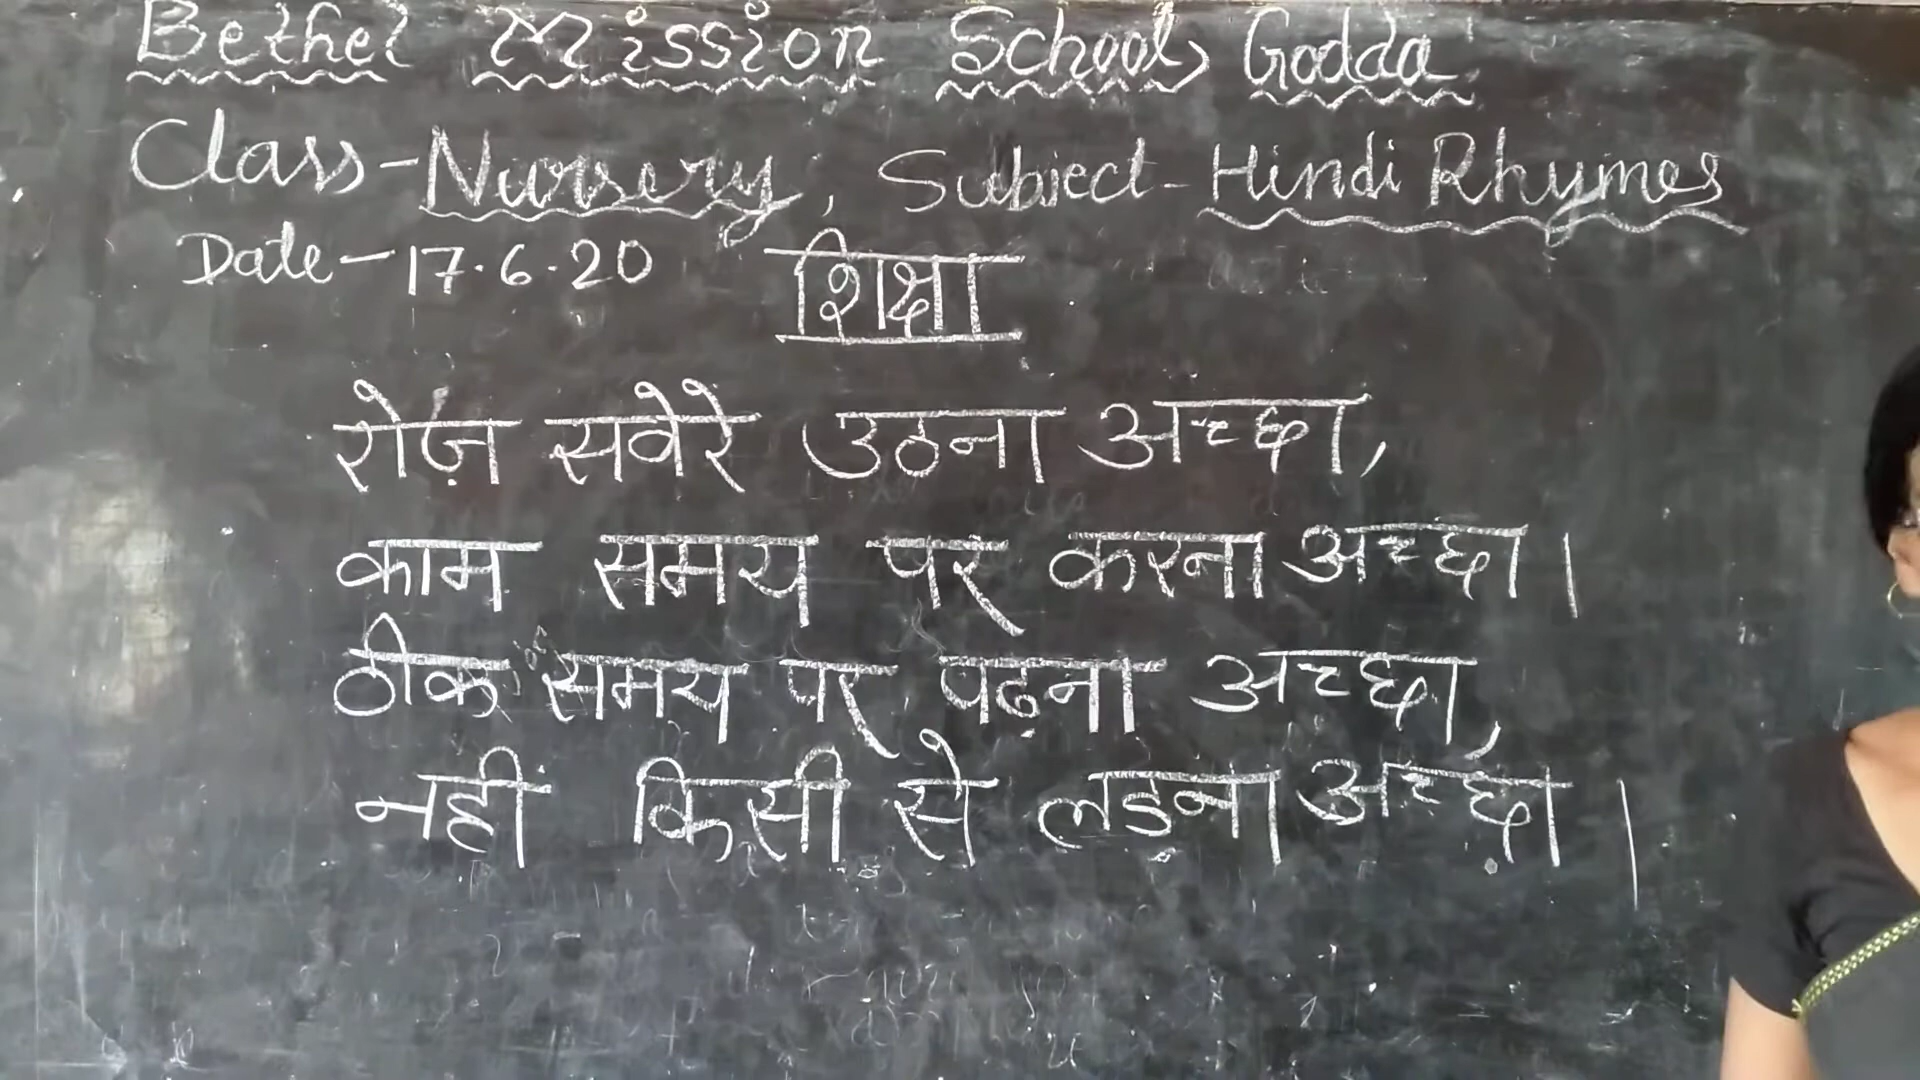 Bethel Mission School, Godda
Class-Nursery, Subject-Hindi Rhymes
Date-17.6.20
शिक्षा
रोज़ सवेरे उठना अच्छा,
काम समय पर करना अच्छा।
ठीक समय पर पढ़ना अच्छा,
नहीं किसी से लड़ना अच्छा।